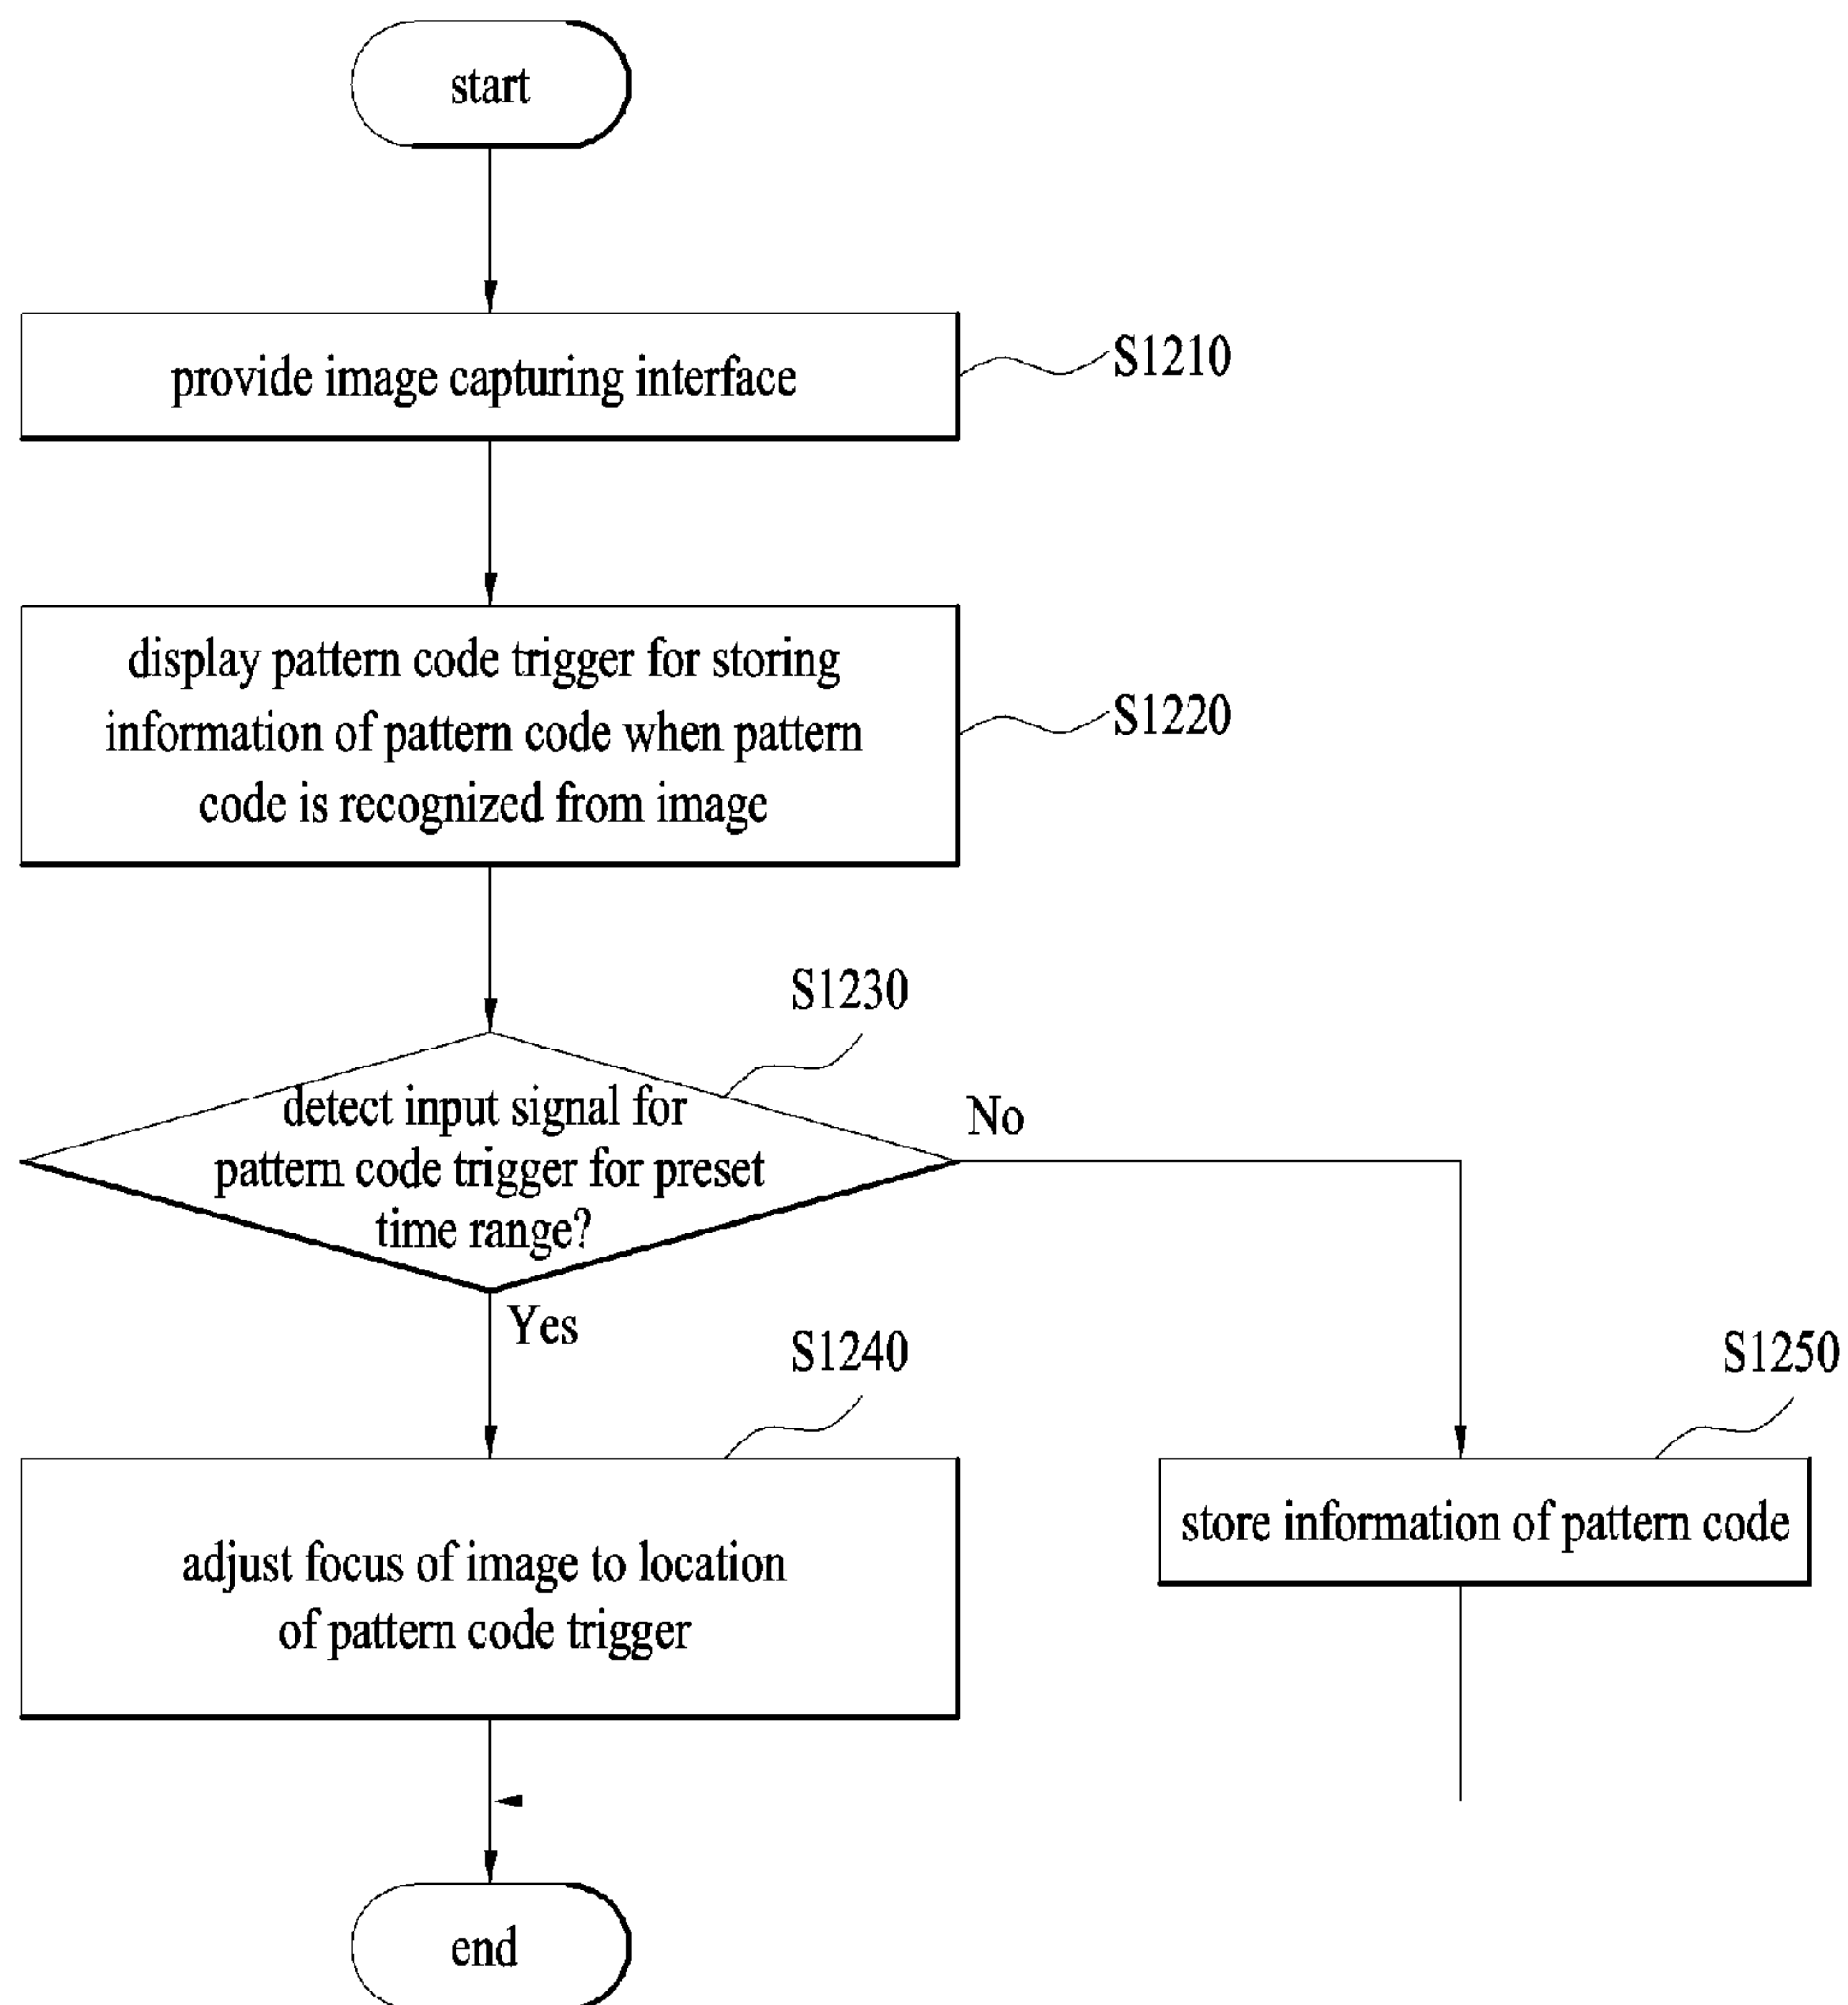 start
provide image capturing interface
S1210
display pattern code trigger for storing
information of pattern code when pattern
code is recognized from image
S1220
S1230
detect input signal for
pattern code trigger for preset
time range?
No
Yes
S1240
adjust focus of image to location
of pattern code trigger
S1250
store information of pattern code
end